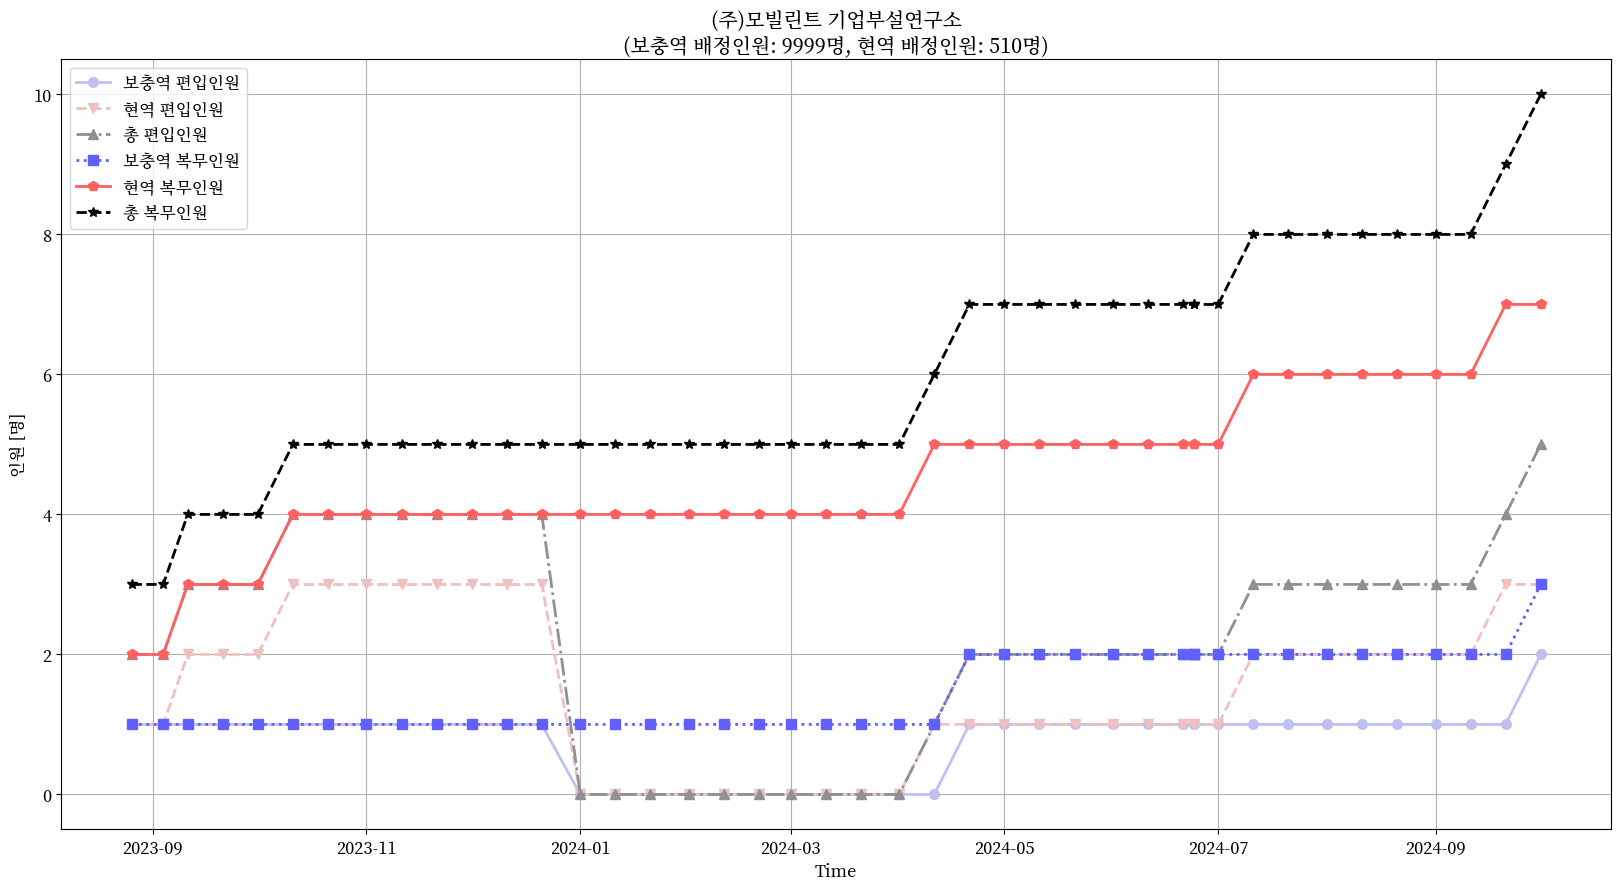 (주)모빌린트 기업부설연구소
(보충역 배정인원: 9999명, 현역 배정인원: 510명)
보충역 편입인원
현역 편입인원
총 편입인원
보충역 복무인원
현역 복무인원
총 복무인원
10
8
6
4
2
0
인원 [명]
2023-09
2023-11
2024-01
2024-03
2024-05
2024-07
2024-09
Time